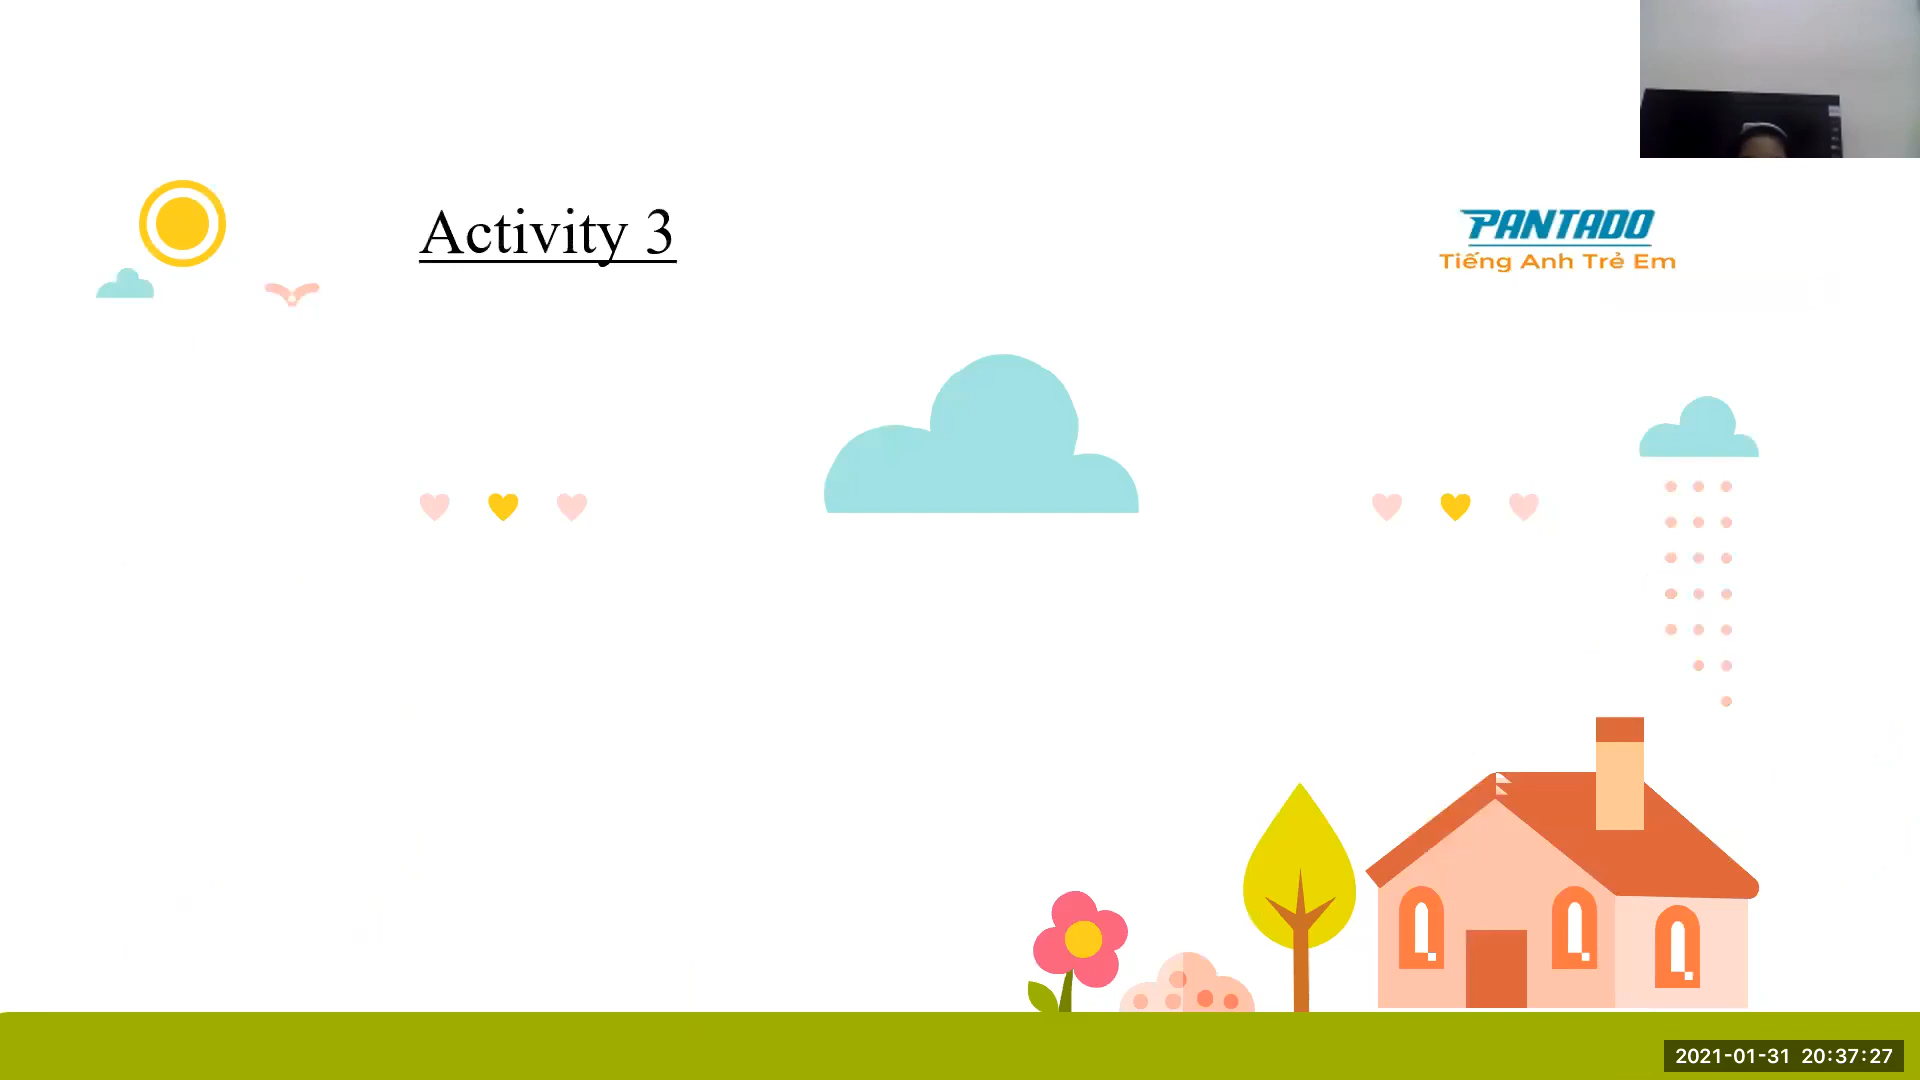 Activity 3
PANTADO
Tiếng Anh Trẻ Em
2021-01-31 20:37:27